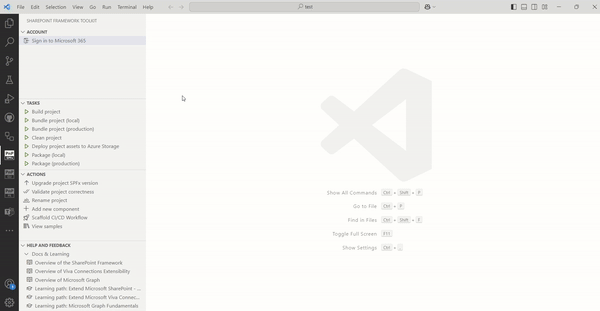 File Edit Selection View Go Run Terminal Help
test
SHAREPOINT FRAMEWORK TOOLKIT
ACCOUNT
Sign in to Microsoft 365
TASKS
Build project
Bundle project (local)
Bundle project (production)
Clean project
Deploy project assets to Azure Storage
Package (local)
Package (production)
ACTIONS
Upgrade project SPFx version
Validate project correctness
Rename project
Add new component
Scaffold CI/CD Workflow
View samples
HELP AND FEEDBACK
Docs & Learning
Overview of the SharePoint Framework
Overview of Viva Connections Extensibility
Overview of Microsoft Graph
Learning path: Extend Microsoft SharePoint - ...
Learning path: Extend Microsoft Viva Connec...
Learning path: Microsoft Graph Fundamentals
Show All Commands Ctrl + Shift + P
Go to File Ctrl + P
Find in Files Ctrl + Shift + F
Toggle Full Screen F11
Show Settings Ctrl + ,